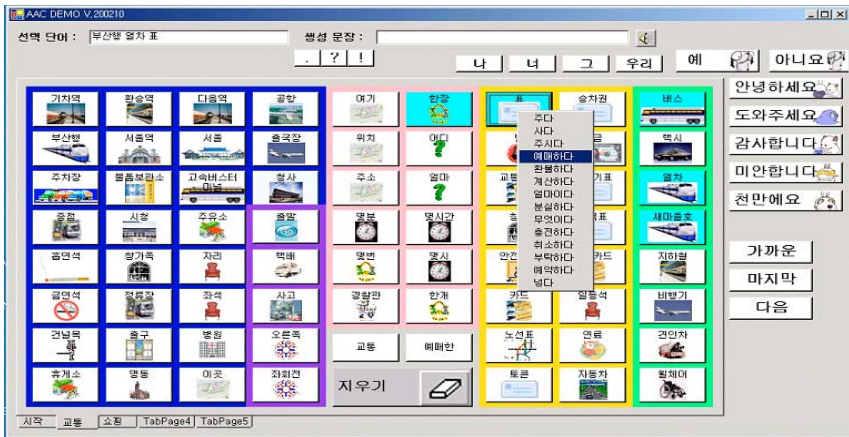 AAC DEMO V,200210
선택 단어 : 부산행 열차 표 생성 문장 :
. ? ! 나 너 그 우리 예 아니요
기차역 환승역 다음역 공항 여기 한장 표 승차권 버스 안녕하세요
부산행 서울역 서울 출국장 위치 어디 택시 도와주세요
주차장 물품보관소 고속버스터미널 청사 주소 얼마 열차 감사합니다
종점 시청 주유소 출발 몇분 몇시간 새마을호 미안합니다
흡연석 창가쪽 자리 택배 몇번 몇시 지하철 천만에요
금연석 정류장 좌석 사고 경찰관 한개 카드 일등석 비행기
건널목 출구 병원 오른쪽 교통 예매한 노선표 연료 견인차
휴게소 명동 이곳 좌회전 지우기 토큰 자동차 휠체어
주다
사다
주시다
예매하다
환불하다
계산하다
얼마이다
분실하다
무엇이다
충전하다
취소하다
부탁하다
예약하다
넣다
가까운
마지막
다음
시작 교통 쇼핑 TabPage4 TabPage5